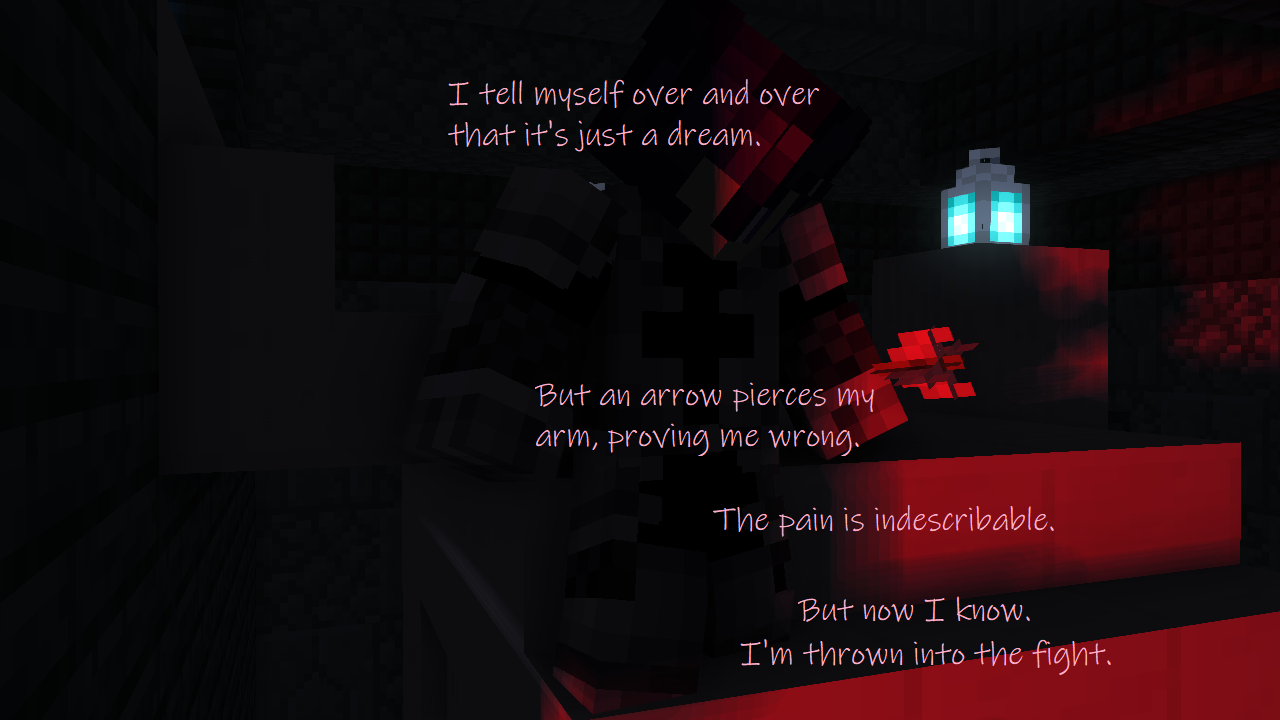 I tell myself over and over
that it's just a dream.
But an arrow pierces my
arm, proving me wrong.
The pain is indescribable.
But now I know.
I'm thrown into the fight.